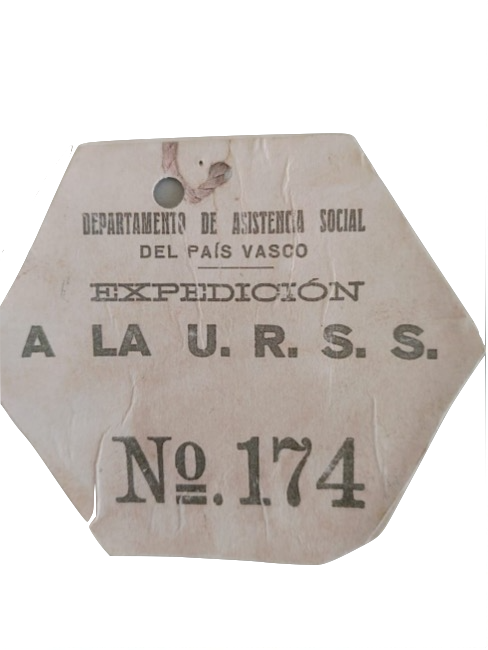 DEPARTAMENTO DE ASISTENCIA SOCIAL
DEL PAÍS VASCO
EXPEDICIÓN
A LA U. R. S. S.
Nº. 174